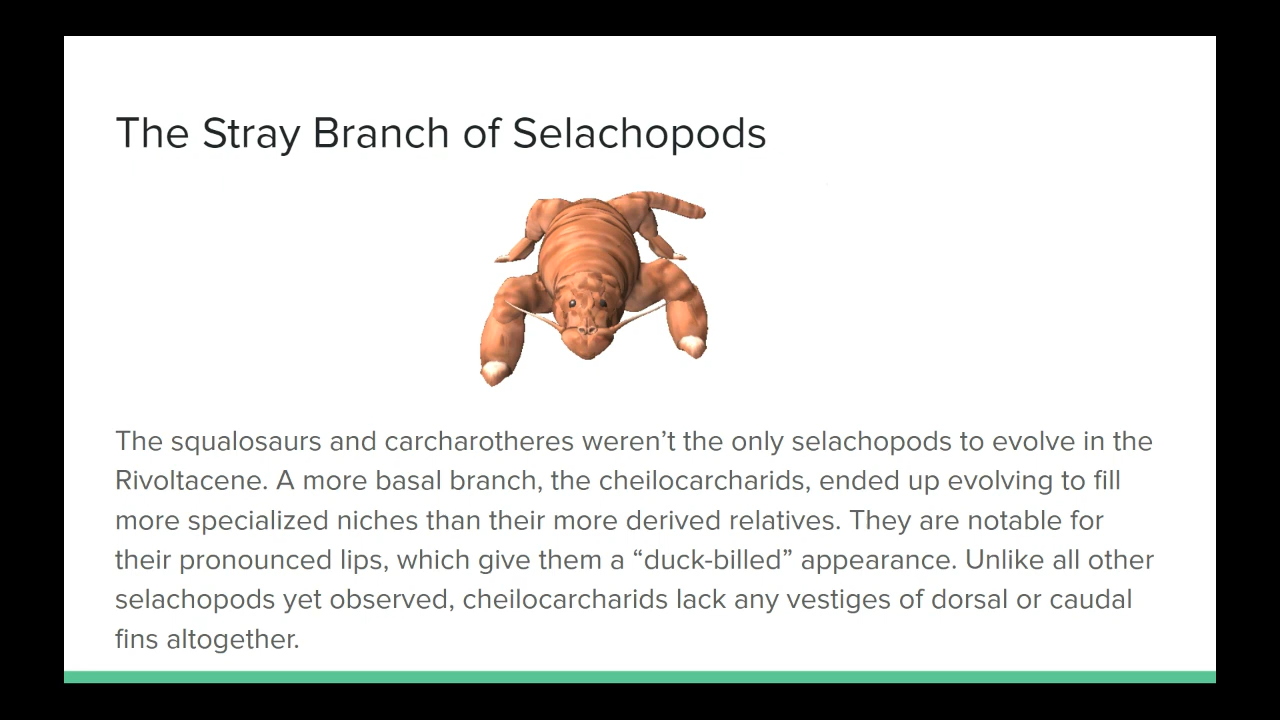 The Stray Branch of Selachopods
The squalosaurs and carcharotheres weren’t the only selachopods to evolve in the
Rivoltacene. A more basal branch, the cheilocarcharids, ended up evolving to fill
more specialized niches than their more derived relatives. They are notable for
their pronounced lips, which give them a “duck-billed” appearance. Unlike all other
selachopods yet observed, cheilocarcharids lack any vestiges of dorsal or caudal
fins altogether.